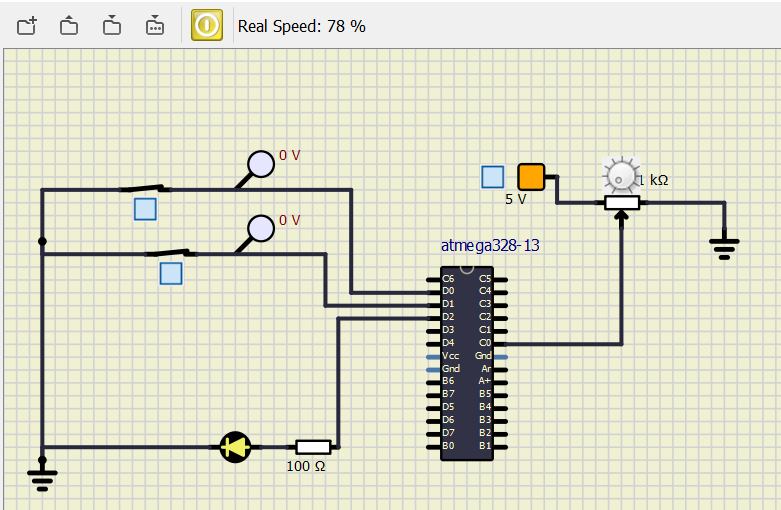 Real Speed: 78 %
0 V
0 V
5 V
1 kΩ
atmega328-13
C6 C5
D0 C4
D1 C3
D2 C2
D3 C1
D4 C0
Vcc Gnd
Gnd Ar
B6 A+
B7 B5
D5 B4
D6 B3
D7 B2
B0 B1
100 Ω